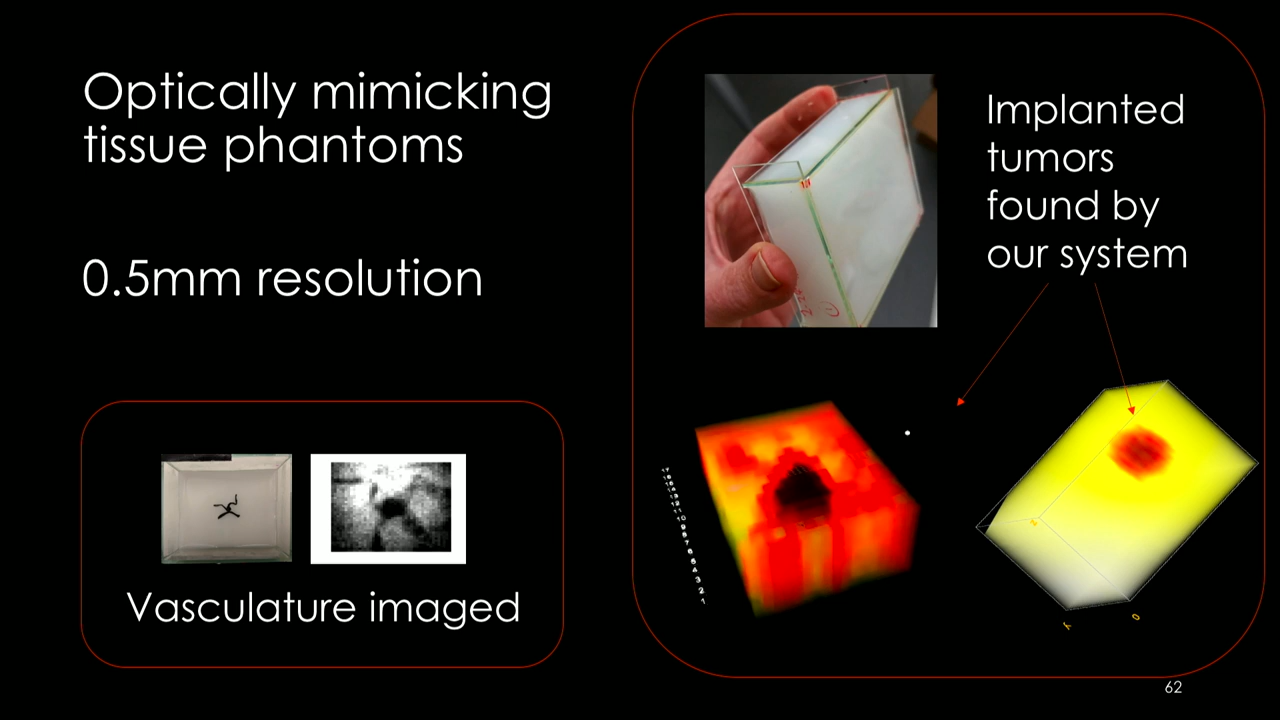 Optically mimicking
tissue phantoms
0.5mm resolution
Vasculature imaged
Implanted
tumors
found by
our system
62